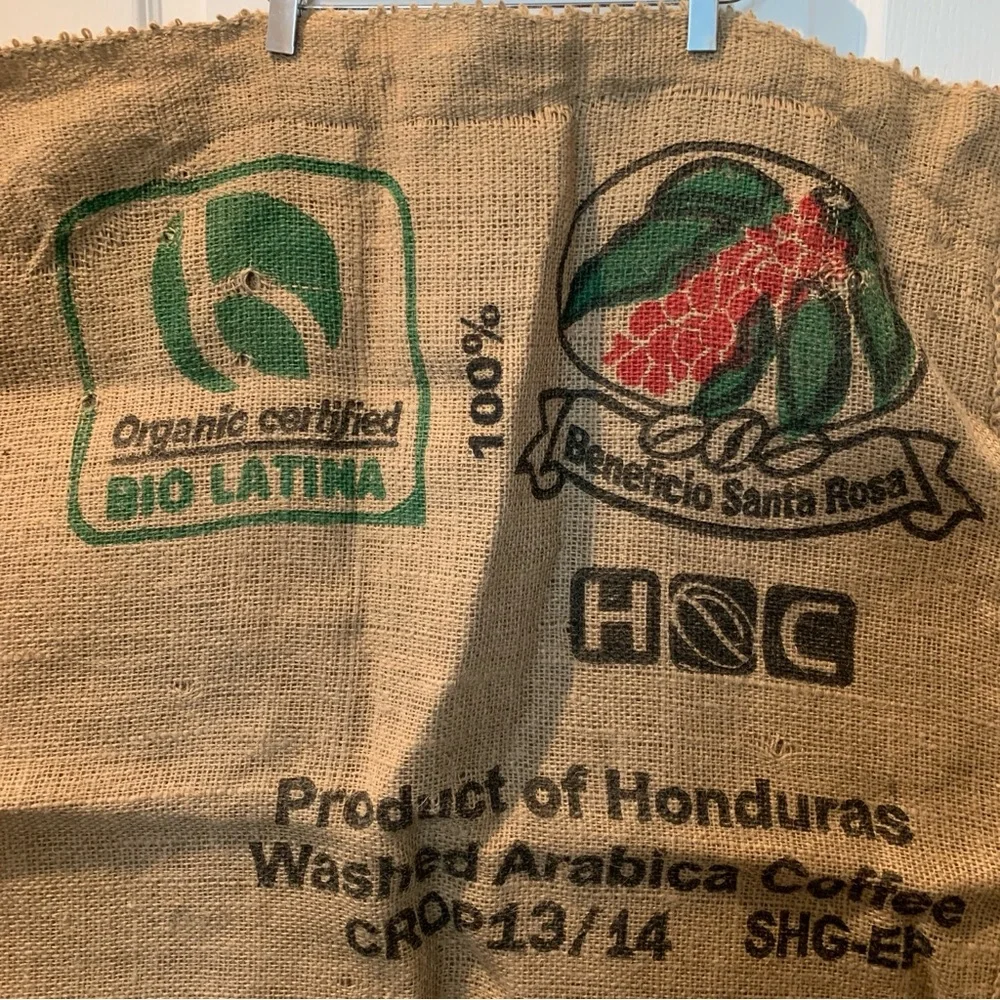 Organic certified
BIO LATINA
100%
Beneficio Santa Rosa
HOC
Product of Honduras
Washed Arabica Coffee
CROP 13/14 SHG-EP